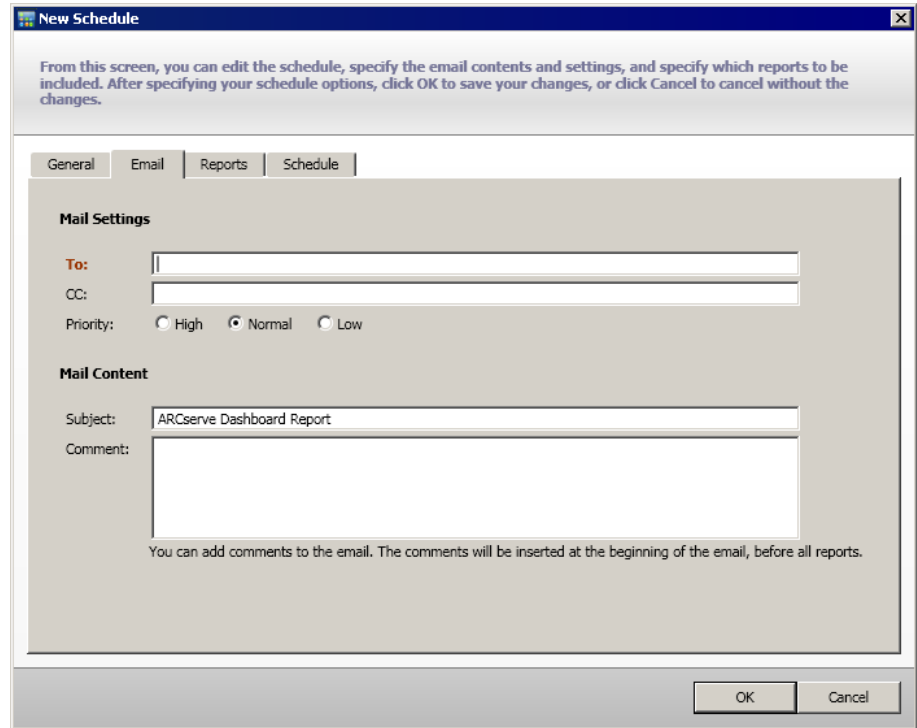 New Schedule
From this screen, you can edit the schedule, specify the email contents and settings, and specify which reports to be
included. After specifying your schedule options, click OK to save your changes, or click Cancel to cancel without the
changes.
General Email Reports Schedule
Mail Settings
To:
CC:
Priority: High Normal Low
Mail Content
Subject: ARCserve Dashboard Report
Comment:
You can add comments to the email. The comments will be inserted at the beginning of the email, before all reports.
OK Cancel